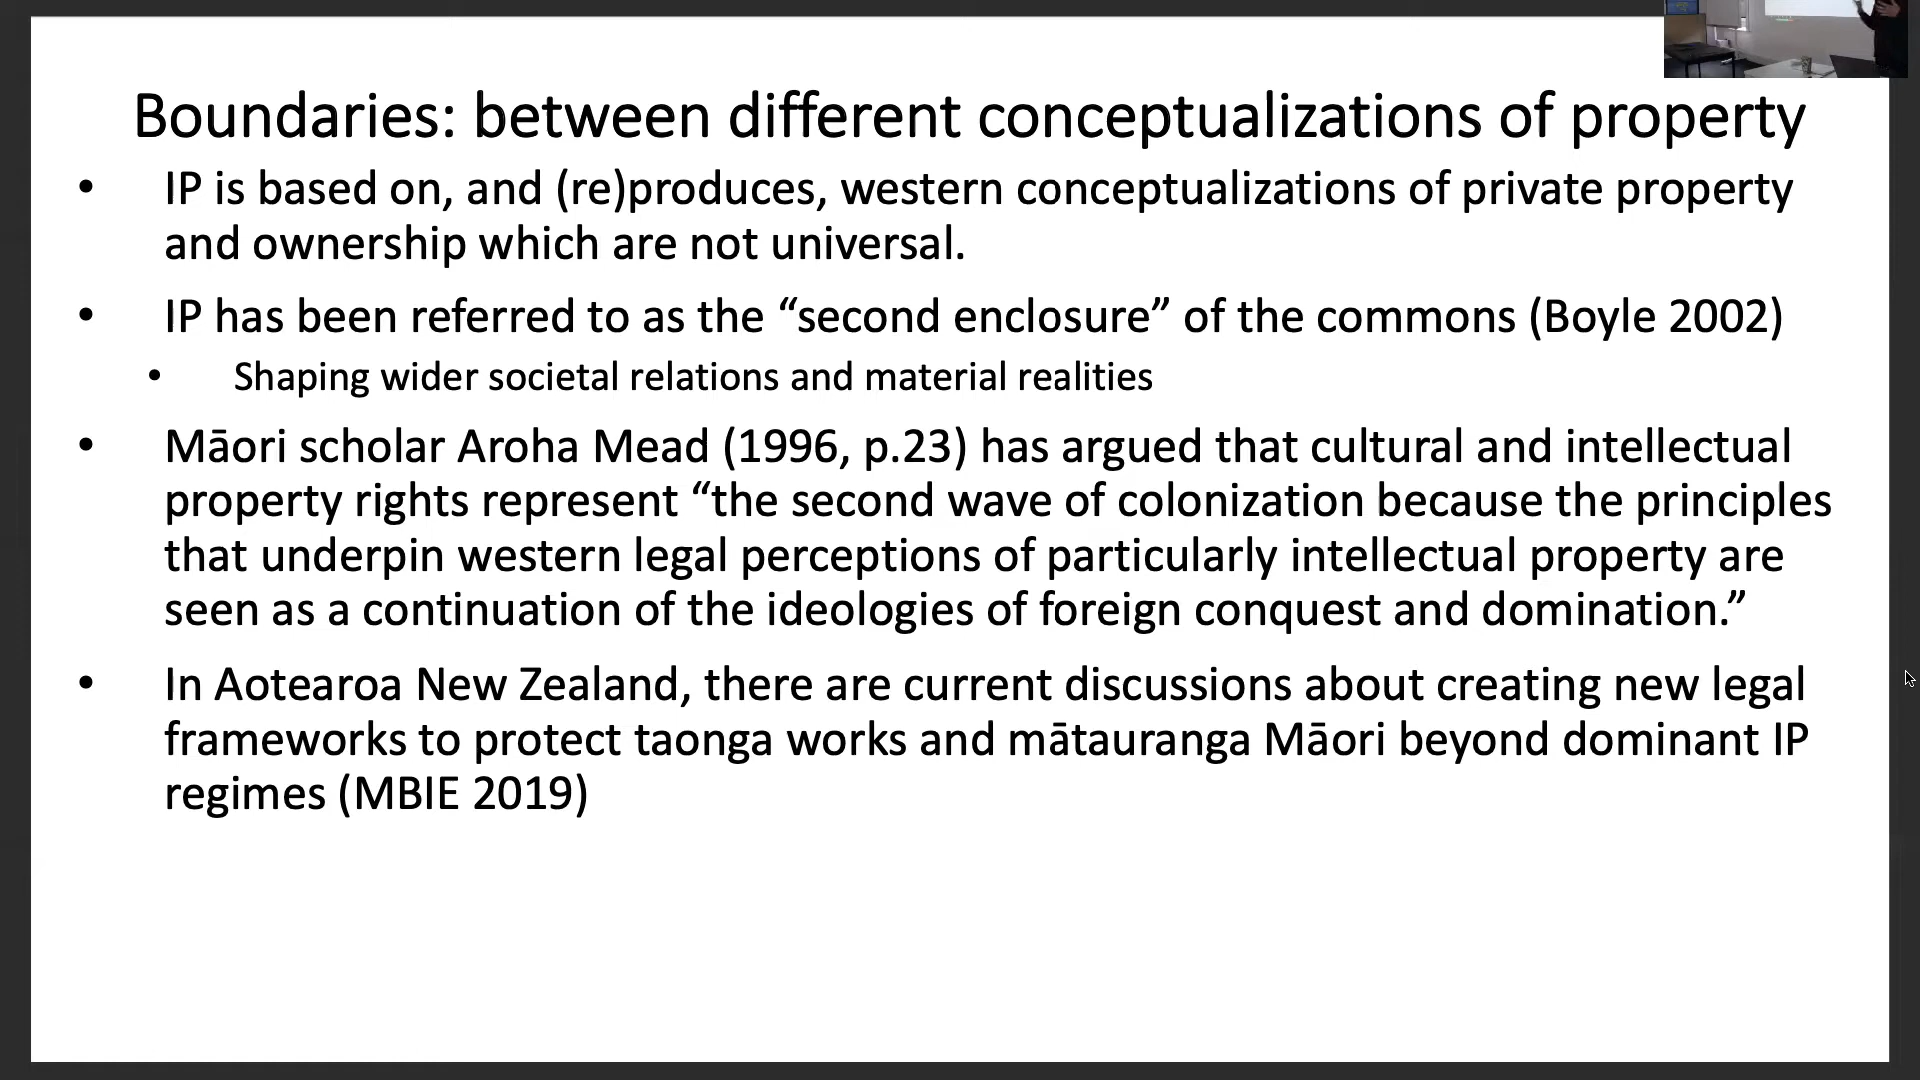 Boundaries: between different conceptualizations of property
• IP is based on, and (re)produces, western conceptualizations of private property
and ownership which are not universal.
• IP has been referred to as the “second enclosure” of the commons (Boyle 2002)
• Shaping wider societal relations and material realities
• Māori scholar Aroha Mead (1996, p.23) has argued that cultural and intellectual
property rights represent “the second wave of colonization because the principles
that underpin western legal perceptions of particularly intellectual property are
seen as a continuation of the ideologies of foreign conquest and domination.”
• In Aotearoa New Zealand, there are current discussions about creating new legal
frameworks to protect taonga works and mātauranga Māori beyond dominant IP
regimes (MBIE 2019)